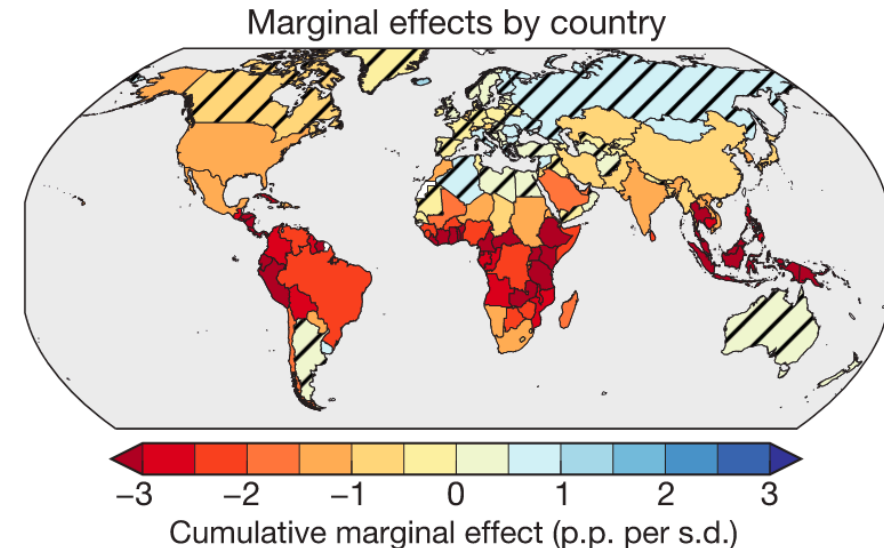 Marginal effects by country
−3 −2 −1 0 1 2 3
Cumulative marginal effect (p.p. per s.d.)